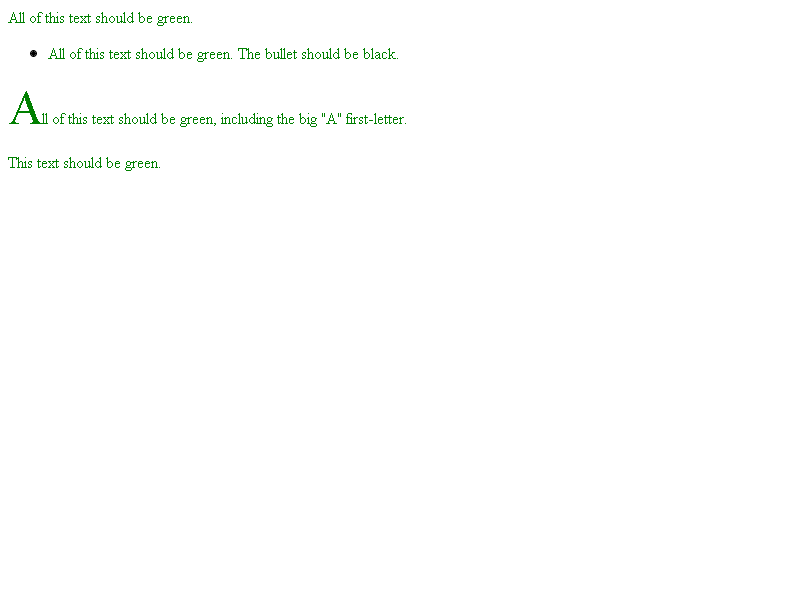 All of this text should be green.
All of this text should be green. The bullet should be black.
All of this text should be green, including the big "A" first-letter.
This text should be green.